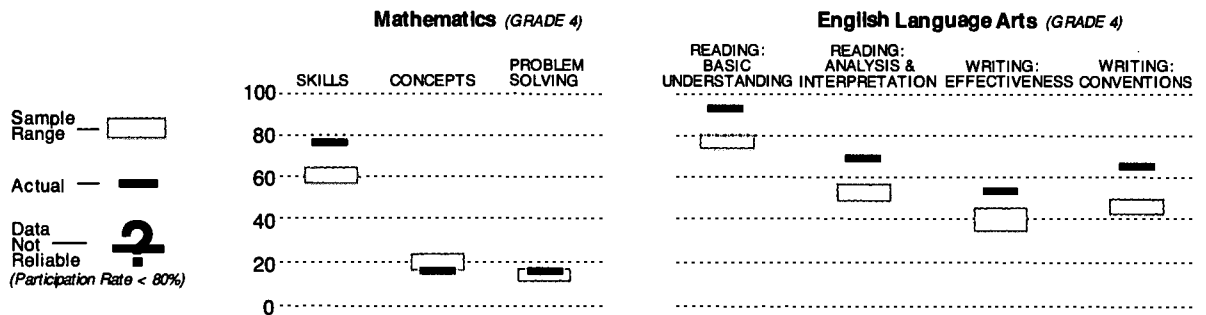 Mathematics (GRADE 4)
English Language Arts (GRADE 4)
SKILLS
CONCEPTS
PROBLEM
SOLVING
READING:
BASIC
UNDERSTANDING
READING:
ANALYSIS &
INTERPRETATION
WRITING:
EFFECTIVENESS
WRITING:
CONVENTIONS
100
80
60
40
20
0
Sample
Range
Actual
Data
Not
Reliable
?
(Participation Rate < 80%)